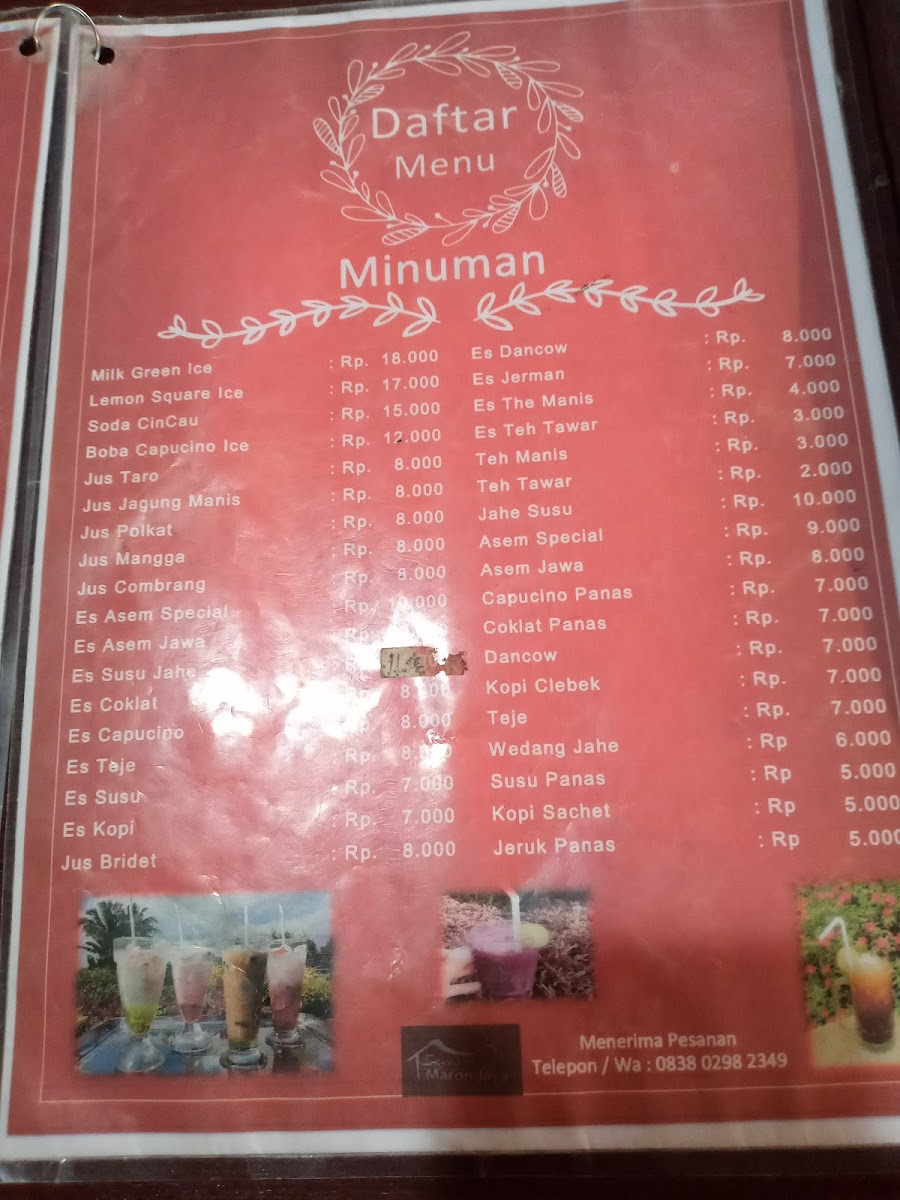 Daftar
Menu
Minuman
Milk Green Ice : Rp. 18.000
Lemon Square Ice : Rp. 17.000
Soda CinCau : Rp. 15.000
Boba Capucino Ice : Rp. 12.000
Jus Taro : Rp. 8.000
Jus Jagung Manis : Rp. 8.000
Jus Polkat : Rp. 8.000
Jus Mangga : Rp. 8.000
Jus Combrang : Rp. 8.000
Es Asem Special : Rp. 10.000
Es Asem Jawa : Rp.
Es Susu Jahe : Rp.
Es Coklat : Rp. 8.000
Es Capucino : Rp. 8.000
Es Teje : Rp. 8.000
Es Susu : Rp. 7.000
Es Kopi : Rp. 7.000
Jus Bridet : Rp. 8.000
Es Dancow : Rp. 8.000
Es Jerman : Rp. 7.000
Es The Manis : Rp. 4.000
Es Teh Tawar : Rp. 3.000
Teh Manis : Rp. 3.000
Teh Tawar : Rp. 2.000
Jahe Susu : Rp. 10.000
Asem Special : Rp. 9.000
Asem Jawa : Rp. 8.000
Capucino Panas : Rp. 7.000
Coklat Panas : Rp. 7.000
Dancow : Rp. 7.000
Kopi Clebek : Rp. 7.000
Teje : Rp. 7.000
Wedang Jahe : Rp 6.000
Susu Panas : Rp 5.000
Kopi Sachet : Rp 5.000
Jeruk Panas : Rp 5.000
Maron Jaya
Menerima Pesanan
Telepon / Wa : 0838 0298 2349